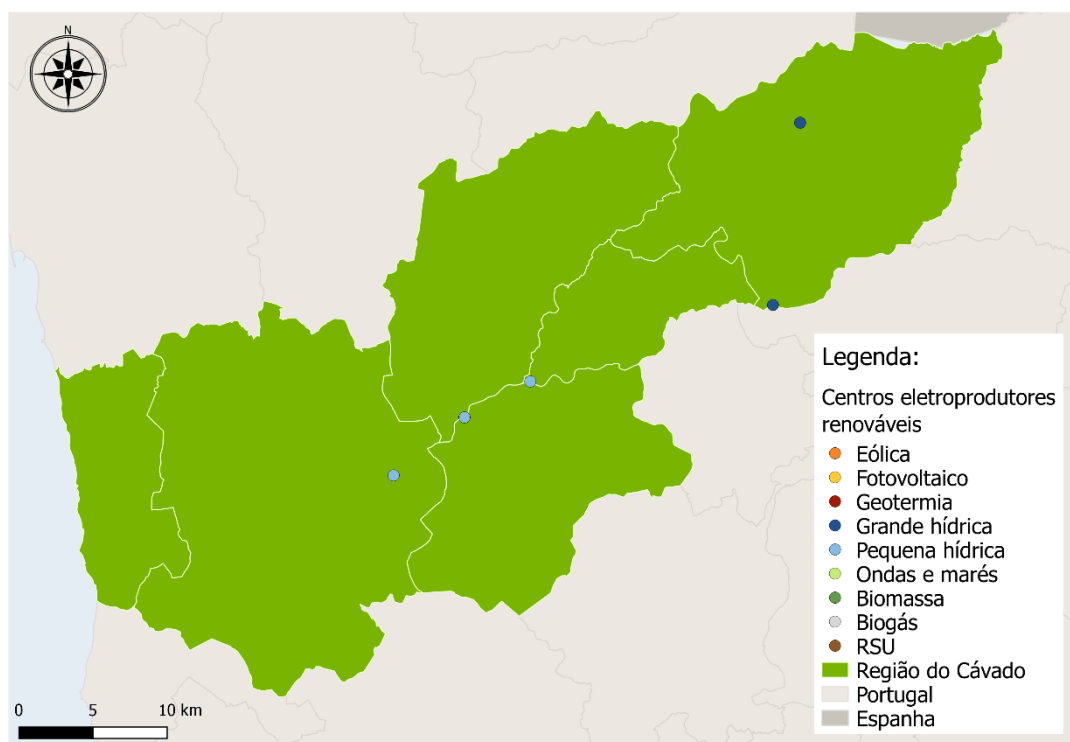 N
Legenda:
Centros eletroprodutores
renováveis
Eólica
Fotovoltaico
Geotermia
Grande hídrica
Pequena hídrica
Ondas e marés
Biomassa
Biogás
RSU
Região do Cávado
Portugal
Espanha
0 5 10 km